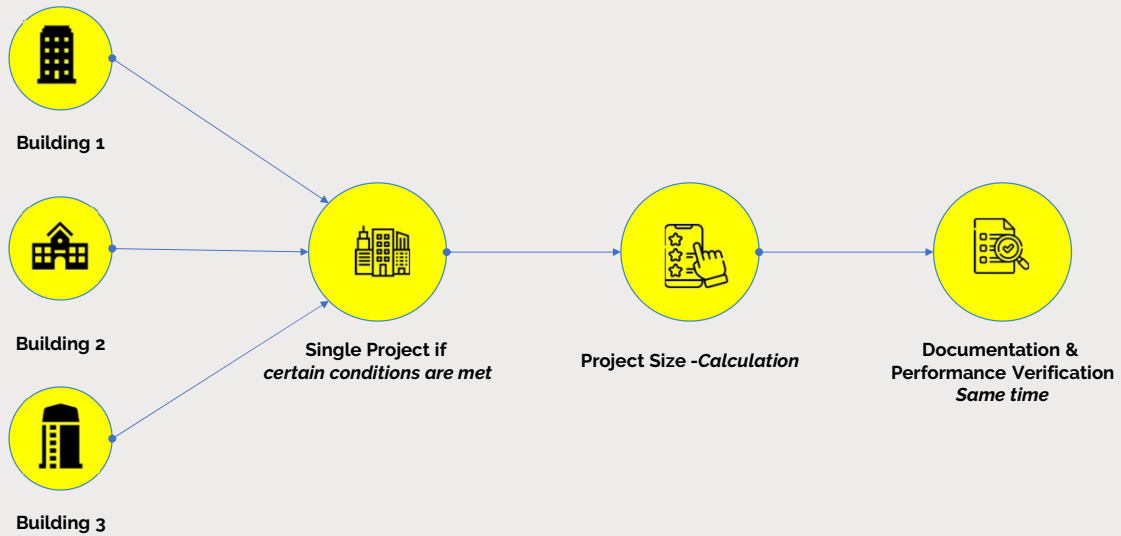 Building 1
Building 2
Building 3
Single Project if
certain conditions are met
Project Size -Calculation
Documentation &
Performance Verification
Same time